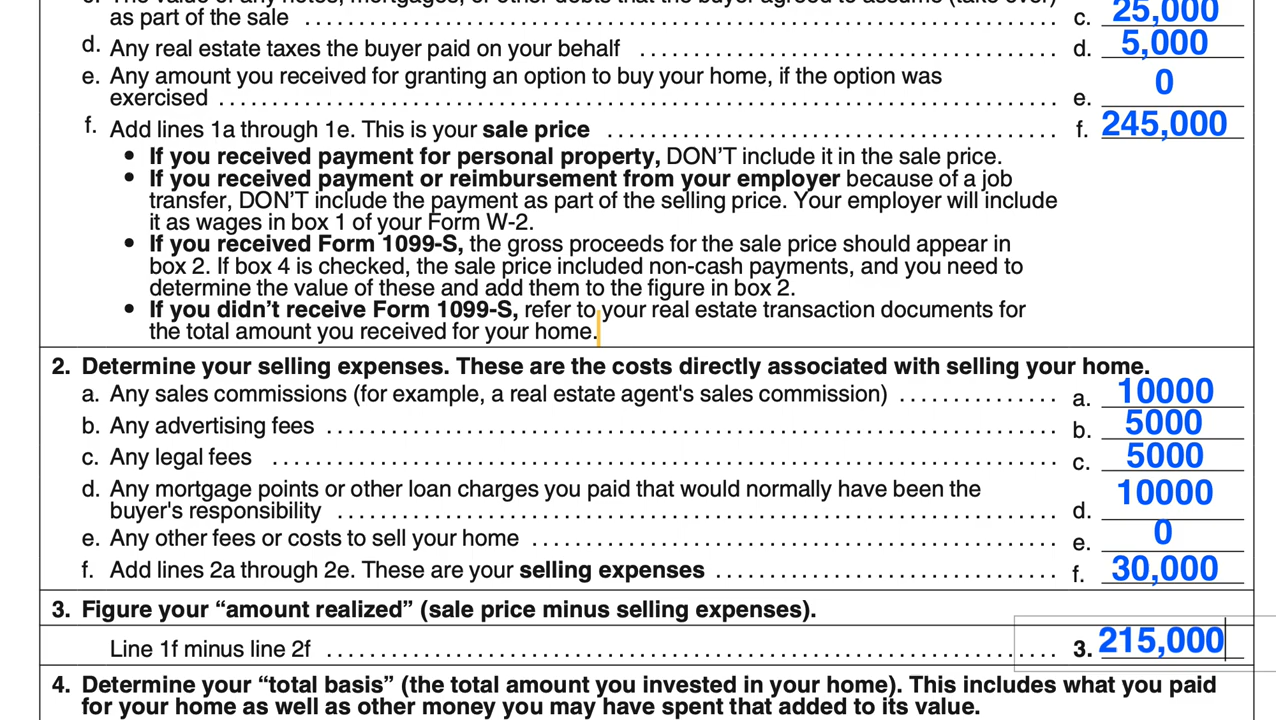 as part of the sale ........ c. 25,000
d. Any real estate taxes the buyer paid on your behalf ........ d. 5,000
e. Any amount you received for granting an option to buy your home, if the option was
exercised ........ e. 0
f. Add lines 1a through 1e. This is your sale price ........ f. 245,000
• If you received payment for personal property, DON'T include it in the sale price.
• If you received payment or reimbursement from your employer because of a job
transfer, DON'T include the payment as part of the selling price. Your employer will include
it as wages in box 1 of your Form W-2.
• If you received Form 1099-S, the gross proceeds for the sale price should appear in
box 2. If box 4 is checked, the sale price included non-cash payments, and you need to
determine the value of these and add them to the figure in box 2.
• If you didn't receive Form 1099-S, refer to your real estate transaction documents for
the total amount you received for your home.
2. Determine your selling expenses. These are the costs directly associated with selling your home.
a. Any sales commissions (for example, a real estate agent's sales commission) ........ a. 10000
b. Any advertising fees ........ b. 5000
c. Any legal fees ........ c. 5000
d. Any mortgage points or other loan charges you paid that would normally have been the
buyer's responsibility ........ d. 10000
e. Any other fees or costs to sell your home ........ e. 0
f. Add lines 2a through 2e. These are your selling expenses ........ f. 30,000
3. Figure your “amount realized” (sale price minus selling expenses).
Line 1f minus line 2f ........ 3. 215,000
4. Determine your “total basis” (the total amount you invested in your home). This includes what you paid
for your home as well as other money you may have spent that added to its value.